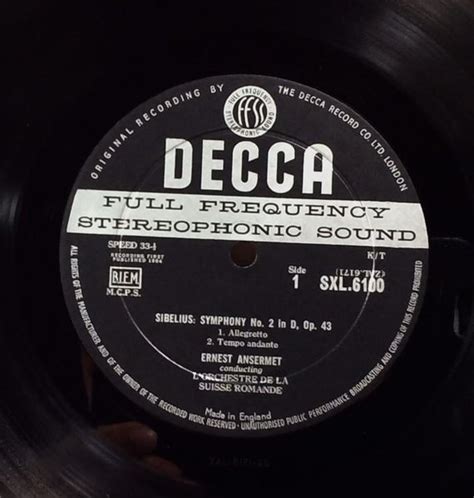 ORIGINAL RECORDING BY THE DECCA RECORD CO. LTD. LONDON
FULL FREQUENCY
ffss
STEREOPHONIC SOUND
DECCA
FULL FREQUENCY
STEREOPHONIC SOUND
SPEED 33⅓
RECORDING FIRST
PUBLISHED 1964
K/T
(ZAL.6171)
B.I.E.M.
M.C.P.S.
Side
1
SXL.6100
SIBELIUS: SYMPHONY No. 2 in D, Op. 43
1. Allegretto
2. Tempo andante
ERNEST ANSERMET
conducting
L'ORCHESTRE DE LA
SUISSE ROMANDE
Made in England
ALL RIGHTS OF THE MANUFACTURER AND OF THE OWNER OF THE RECORDED WORK RESERVED · UNAUTHORISED PUBLIC PERFORMANCE BROADCASTING AND COPYING OF THIS RECORD PROHIBITED